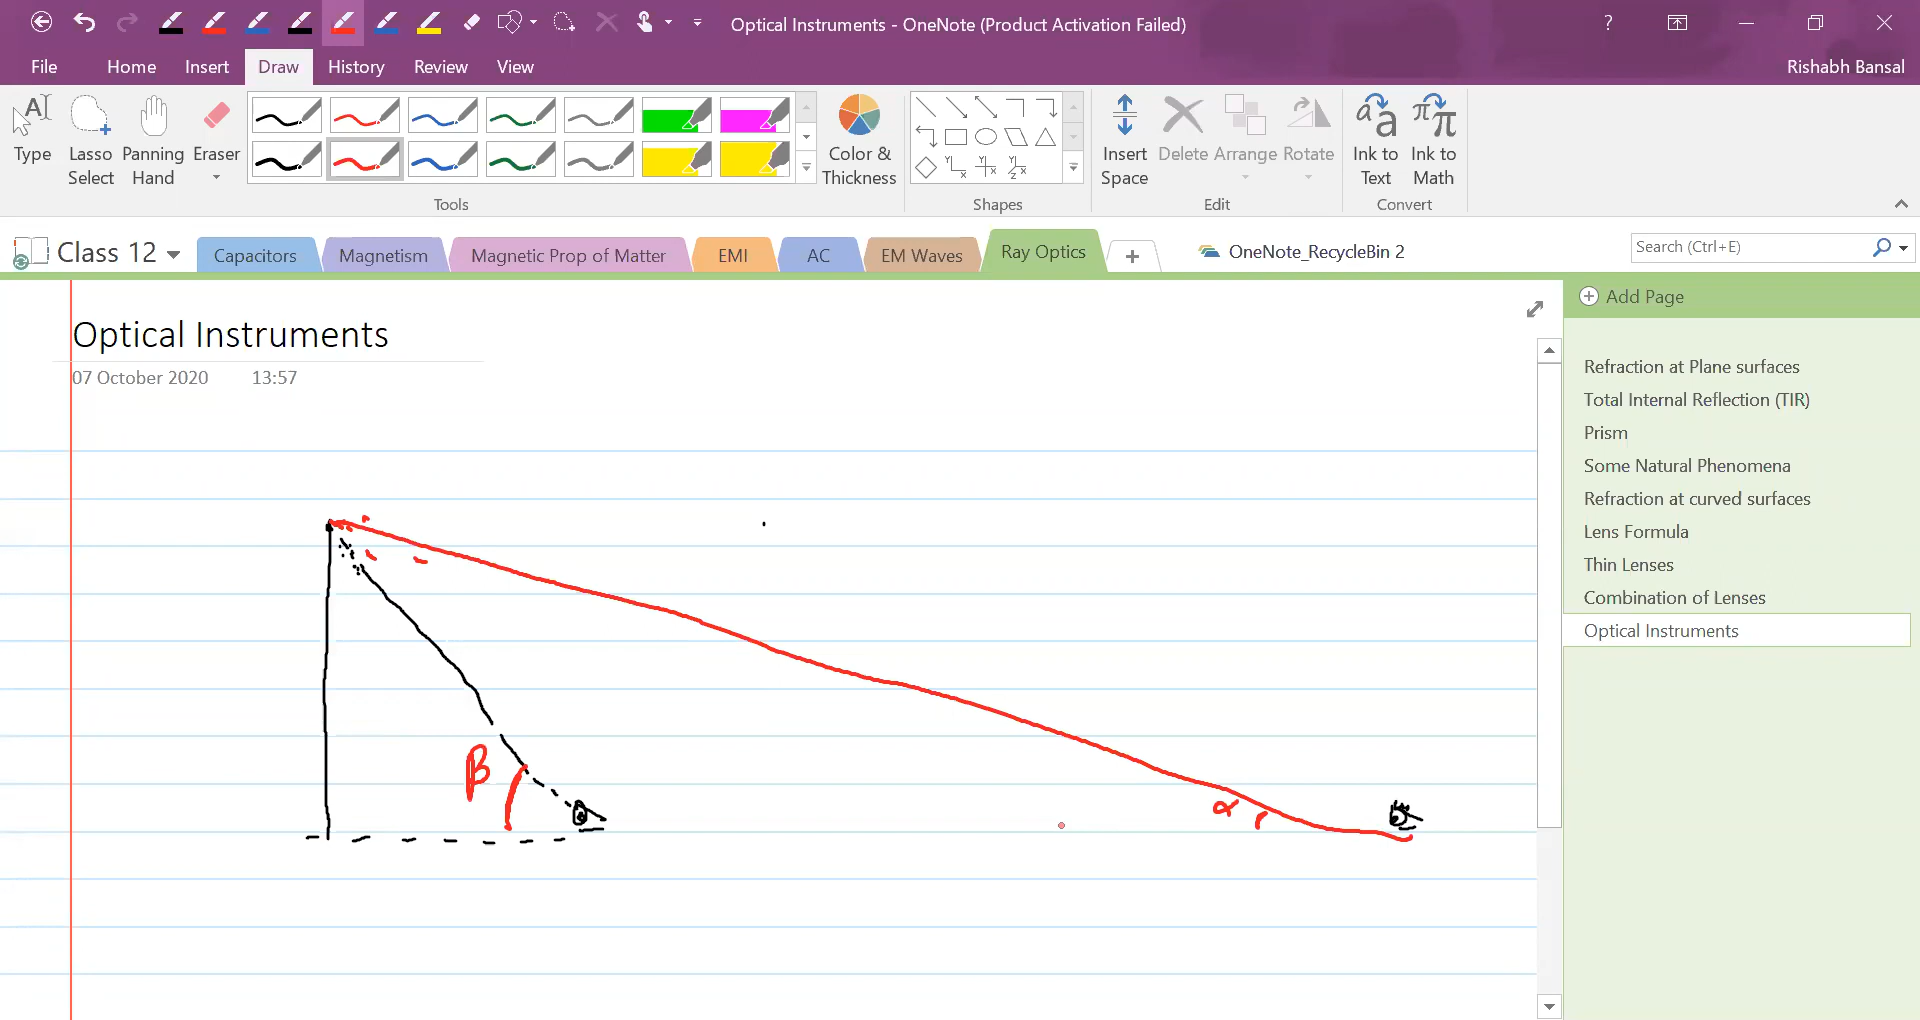 Optical Instruments - OneNote (Product Activation Failed)
?
File Home Insert Draw History Review View
Rishabh Bansal
Type
Lasso Select
Panning Hand
Eraser
Color & Thickness
Insert Space
Delete
Arrange
Rotate
Ink to Text
Ink to Math
Tools
Shapes
Edit
Convert
Class 12
Capacitors
Magnetism
Magnetic Prop of Matter
EMI
AC
EM Waves
Ray Optics
OneNote_RecycleBin 2
Search (Ctrl+E)
Add Page
Optical Instruments
07 October 2020 13:57
Refraction at Plane surfaces
Total Internal Reflection (TIR)
Prism
Some Natural Phenomena
Refraction at curved surfaces
Lens Formula
Thin Lenses
Combination of Lenses
Optical Instruments
β
α